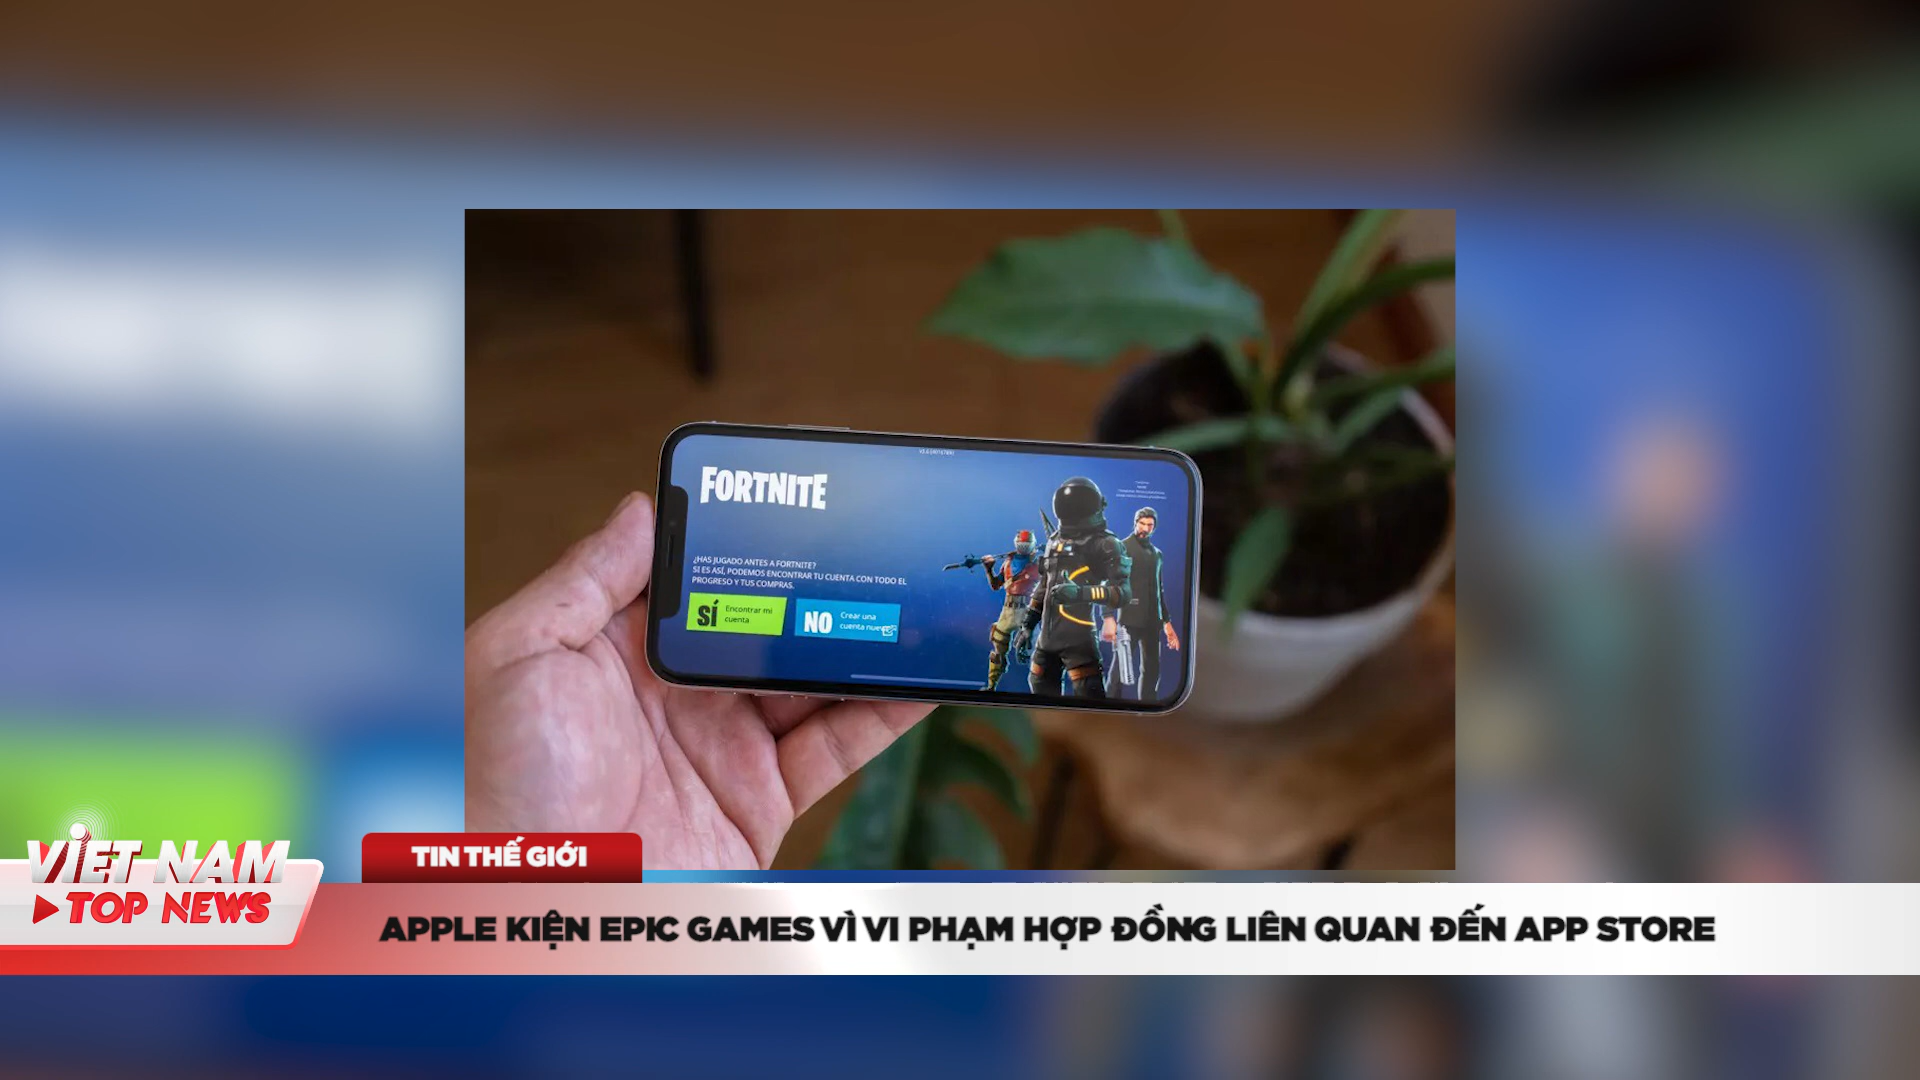 FORTNITE
¿HAS JUGADO ANTES A FORTNITE?
SI ES ASÍ, PODEMOS ENCONTRAR TU CUENTA CON TODO EL
PROGRESO Y TUS COMPRAS.
SÍ Encontrar mi
cuenta
NO Crear una
cuenta nueva
VIET NAM
TOP NEWS
TIN THẾ GIỚI
APPLE KIỆN EPIC GAMES VÌ VI PHẠM HỢP ĐỒNG LIÊN QUAN ĐẾN APP STORE